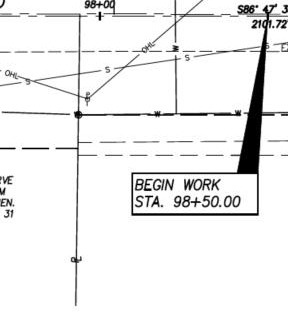 98+00
S86° 47' 3
2101.72'
OHL
W
S
S
S
OHL
S
W
W
BEGIN WORK
STA. 98+50.00
RVE
M
EN.
31